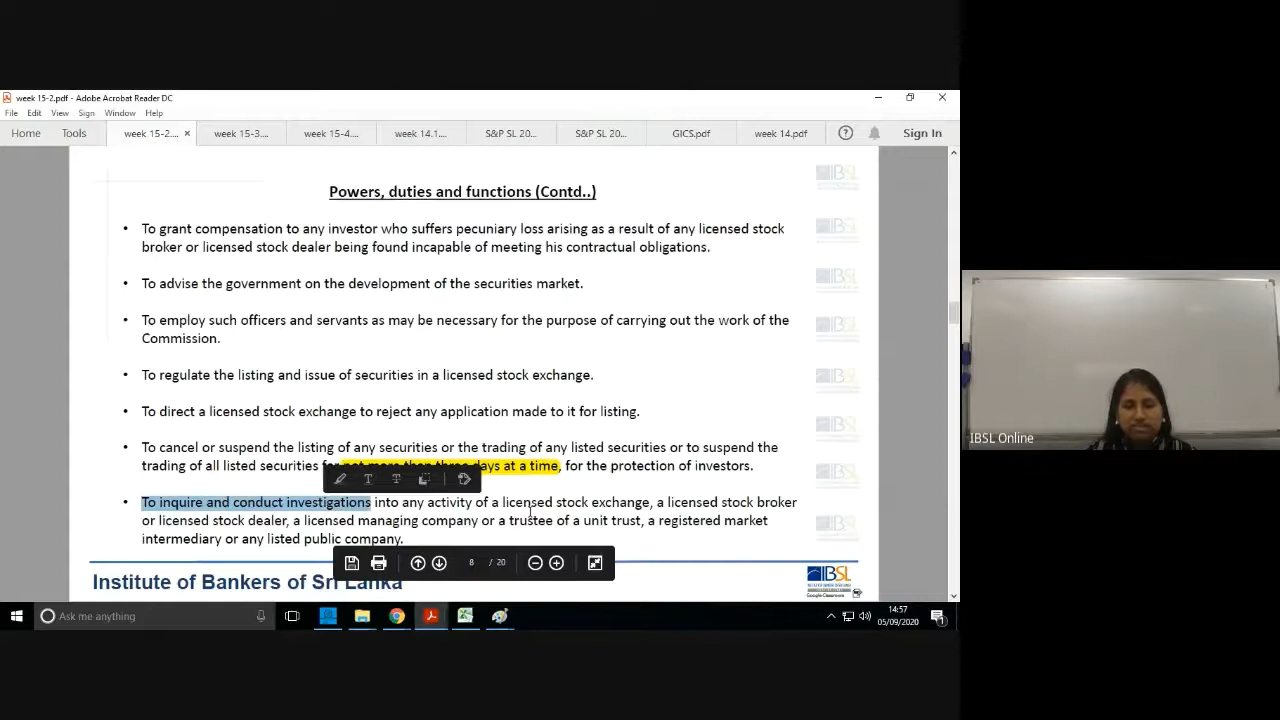 week 15-2.pdf - Adobe Acrobat Reader DC
File Edit View Sign Window Help
Home Tools week 15-2.... × week 15-3.... week 15-4.... week 14.1... S&P SL 20... S&P SL 20... GICS.pdf week 14.pdf Sign In
Powers, duties and functions (Contd..)
• To grant compensation to any investor who suffers pecuniary loss arising as a result of any licensed stock
broker or licensed stock dealer being found incapable of meeting his contractual obligations.
• To advise the government on the development of the securities market.
• To employ such officers and servants as may be necessary for the purpose of carrying out the work of the
Commission.
• To regulate the listing and issue of securities in a licensed stock exchange.
• To direct a licensed stock exchange to reject any application made to it for listing.
• To cancel or suspend the listing of any securities or the trading of any listed securities or to suspend the
trading of all listed securities for not more than three days at a time, for the protection of investors.
• To inquire and conduct investigations into any activity of a licensed stock exchange, a licensed stock broker
or licensed stock dealer, a licensed managing company or a trustee of a unit trust, a registered market
intermediary or any listed public company.
8 / 20
Institute of Bankers of Sri Lanka
IBSL
Google Classroom
IBSL Online
Ask me anything
14:57
05/09/2020